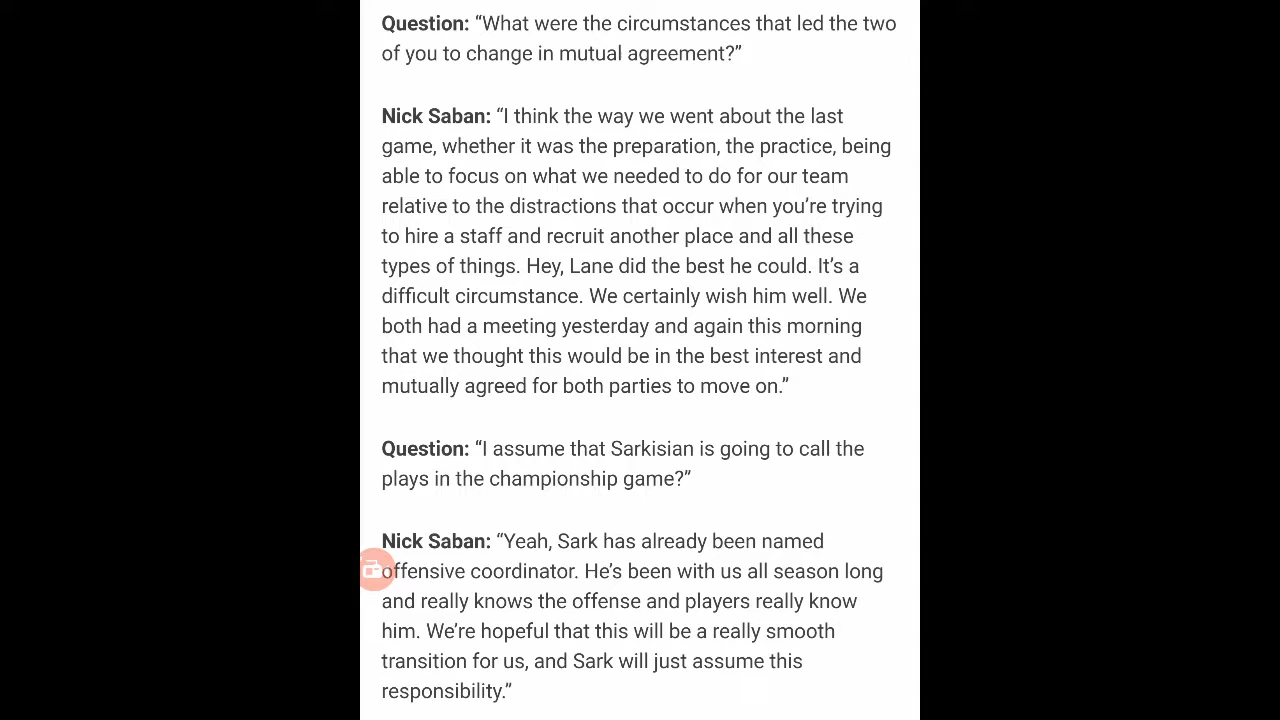 Question: “What were the circumstances that led the two
of you to change in mutual agreement?”
Nick Saban: “I think the way we went about the last
game, whether it was the preparation, the practice, being
able to focus on what we needed to do for our team
relative to the distractions that occur when you’re trying
to hire a staff and recruit another place and all these
types of things. Hey, Lane did the best he could. It’s a
difficult circumstance. We certainly wish him well. We
both had a meeting yesterday and again this morning
that we thought this would be in the best interest and
mutually agreed for both parties to move on.”
Question: “I assume that Sarkisian is going to call the
plays in the championship game?”
Nick Saban: “Yeah, Sark has already been named
offensive coordinator. He’s been with us all season long
and really knows the offense and players really know
him. We’re hopeful that this will be a really smooth
transition for us, and Sark will just assume this
responsibility.”